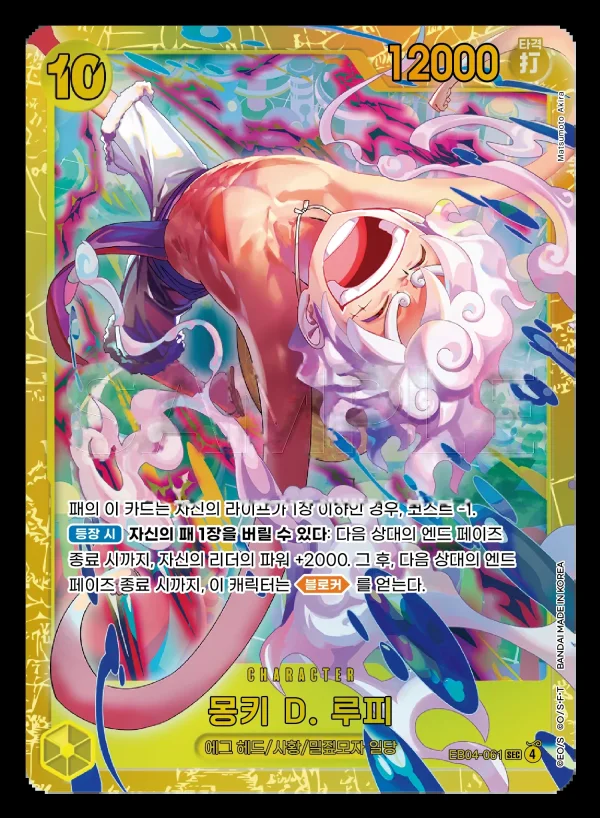 10
12000
타격
打
Matsumoto Akira
SAMPLE
패의 이 카드는 자신의 라이프가 1장 이하인 경우, 코스트 -1.
등장 시 자신의 패 1장을 버릴 수 있다: 다음 상대의 엔드 페이즈
종료 시까지, 자신의 리더의 파워 +2000. 그 후, 다음 상대의 엔드
페이즈 종료 시까지, 이 캐릭터는 블로커 를 얻는다.
CHARACTER
몽키 D. 루피
에그 헤드/사황/밀짚모자 일당
EB04-061 SEC 4
©EO/S ©O/S·F·T BANDAI MADE IN KOREA